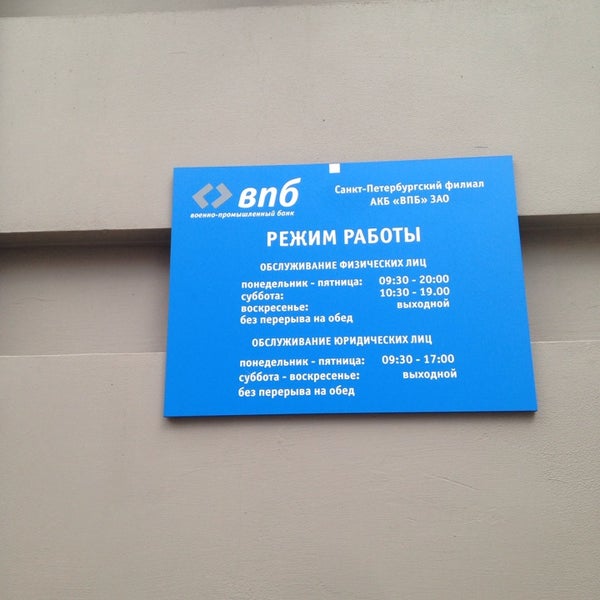 впб
военно-промышленный банк
Санкт-Петербургский филиал
АКБ «ВПБ» ЗАО
РЕЖИМ РАБОТЫ
ОБСЛУЖИВАНИЕ ФИЗИЧЕСКИХ ЛИЦ
понедельник - пятница: 09:30 - 20:00
суббота: 10:30 - 19.00
воскресенье: выходной
без перерыва на обед
ОБСЛУЖИВАНИЕ ЮРИДИЧЕСКИХ ЛИЦ
понедельник - пятница: 09:30 - 17:00
суббота - воскресенье: выходной
без перерыва на обед